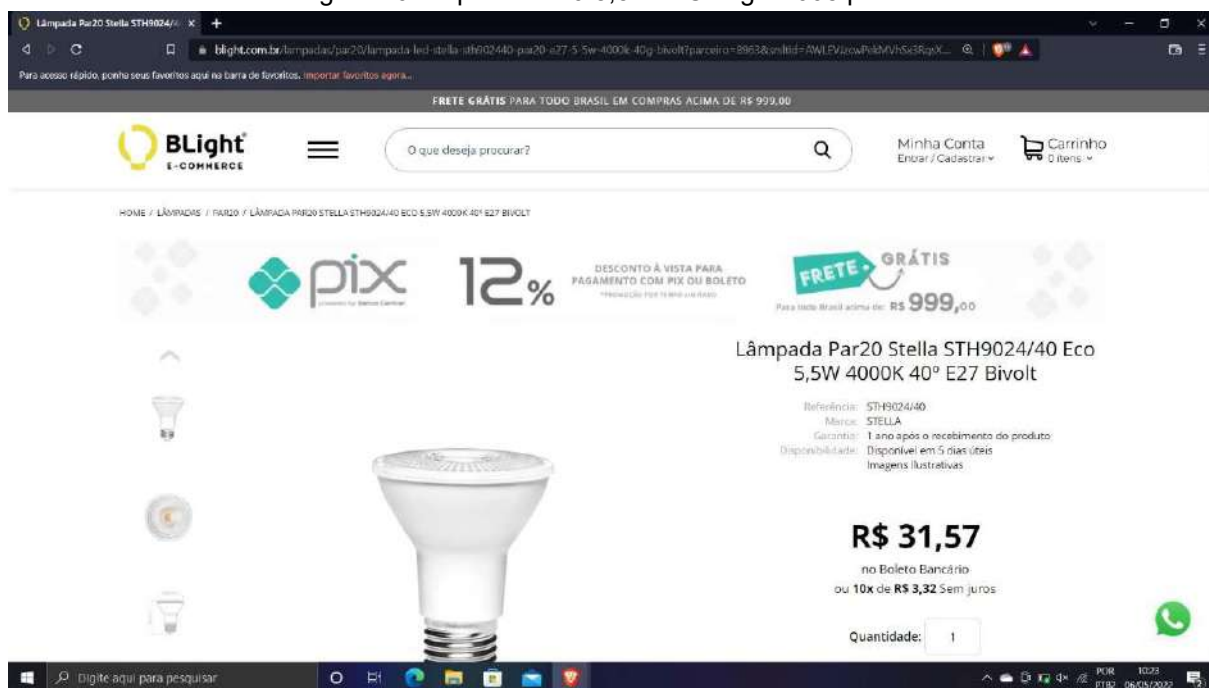 Lâmpada Par20 Stella STH9024/4
blight.com.br/lampadas/par20/lampada-led-stella-sth902440-par20-e27-5-5w-4000k-40g-bivolt?parceiro=8963
Para acesso rápido, ponha seus favoritos aqui na barra de favoritos. Importar favoritos agora...
FRETE GRÁTIS PARA TODO BRASIL EM COMPRAS ACIMA DE R$ 999,00
BLight
E-COMMERCE
O que deseja procurar?
Minha Conta
Entrar / Cadastrar
Carrinho
0 itens
HOME / LÂMPADAS / PAR20 / LÂMPADA PAR20 STELLA STH9024/40 ECO 5,5W 4000K 40° E27 BIVOLT
pix
powered by Banco Central
12%
DESCONTO À VISTA PARA
PAGAMENTO COM PIX OU BOLETO
FRETE GRÁTIS
Para todo Brasil acima de: R$ 999,00
Lâmpada Par20 Stella STH9024/40 Eco
5,5W 4000K 40º E27 Bivolt
Referência: STH9024/40
Marca: STELLA
Garantia: 1 ano após o recebimento do produto
Disponibilidade: Disponível em 5 dias úteis
Imagens ilustrativas
R$ 31,57
no Boleto Bancário
ou 10x de R$ 3,32 Sem juros
Quantidade: 1
Digite aqui para pesquisar
POR
PTB2
10:23
06/05/2022